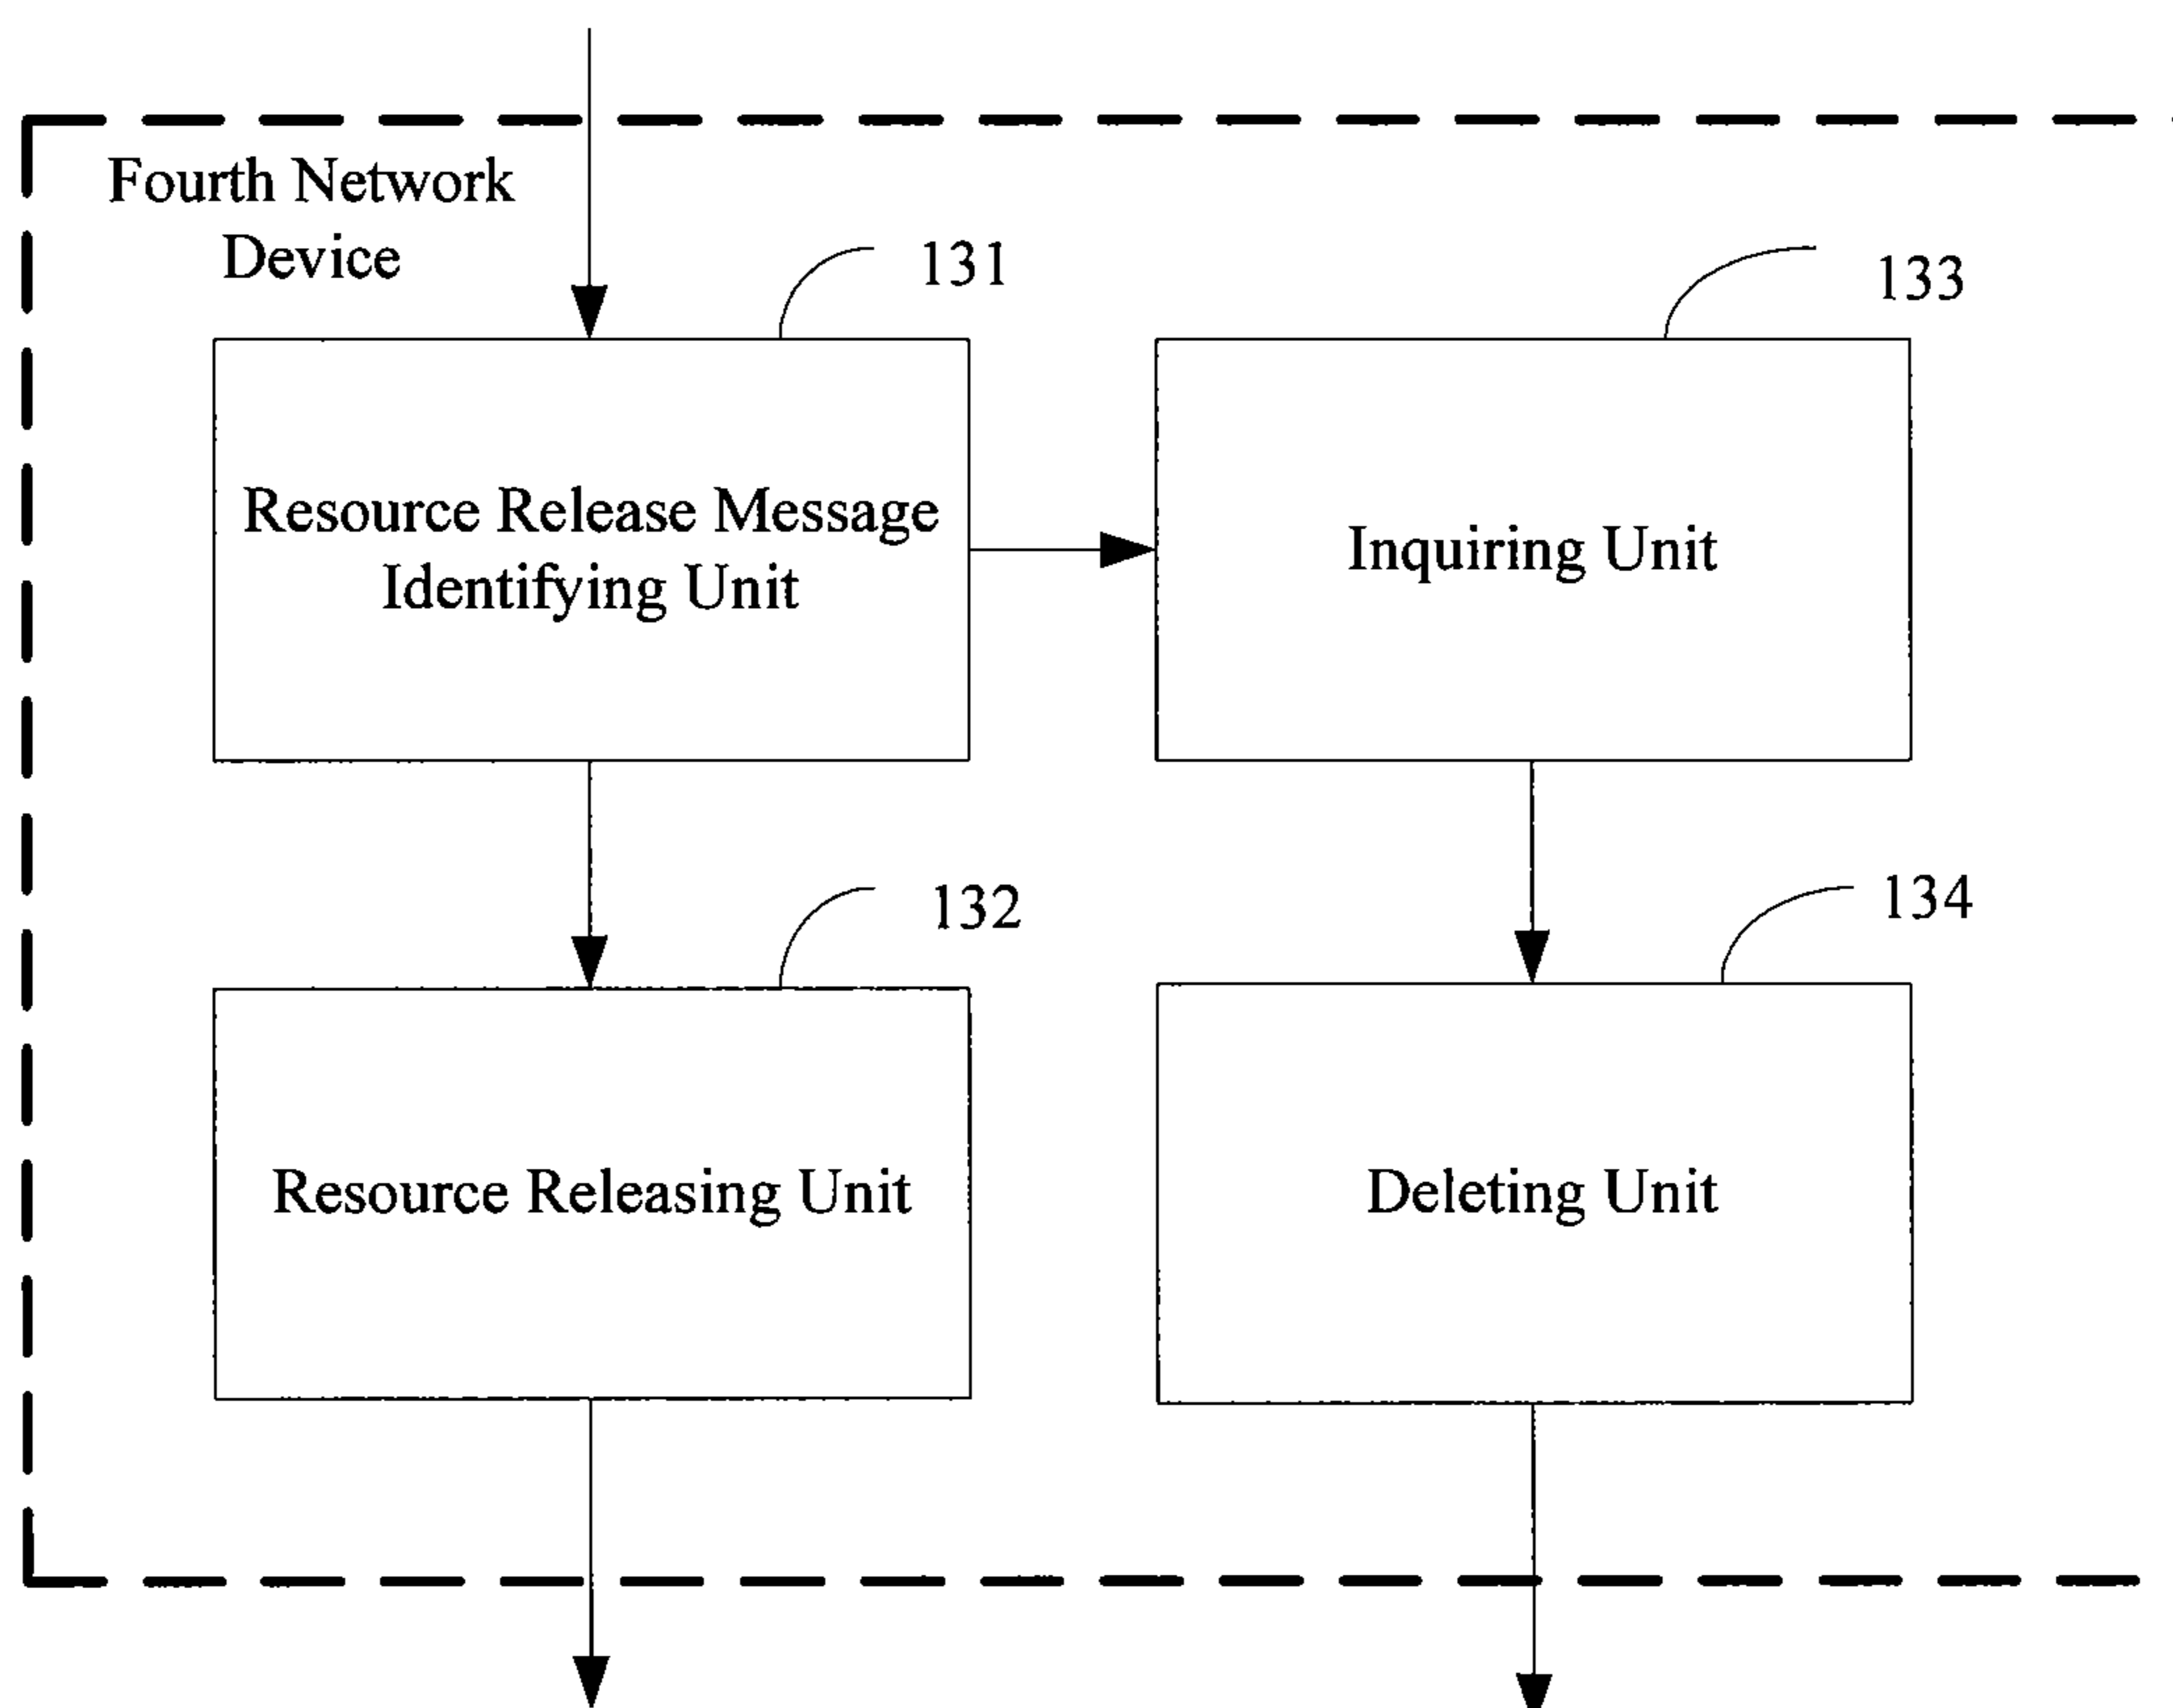 Fourth Network
Device
131
133
Resource Release Message
Identifying Unit
Inquiring Unit
132
134
Resource Releasing Unit
Deleting Unit